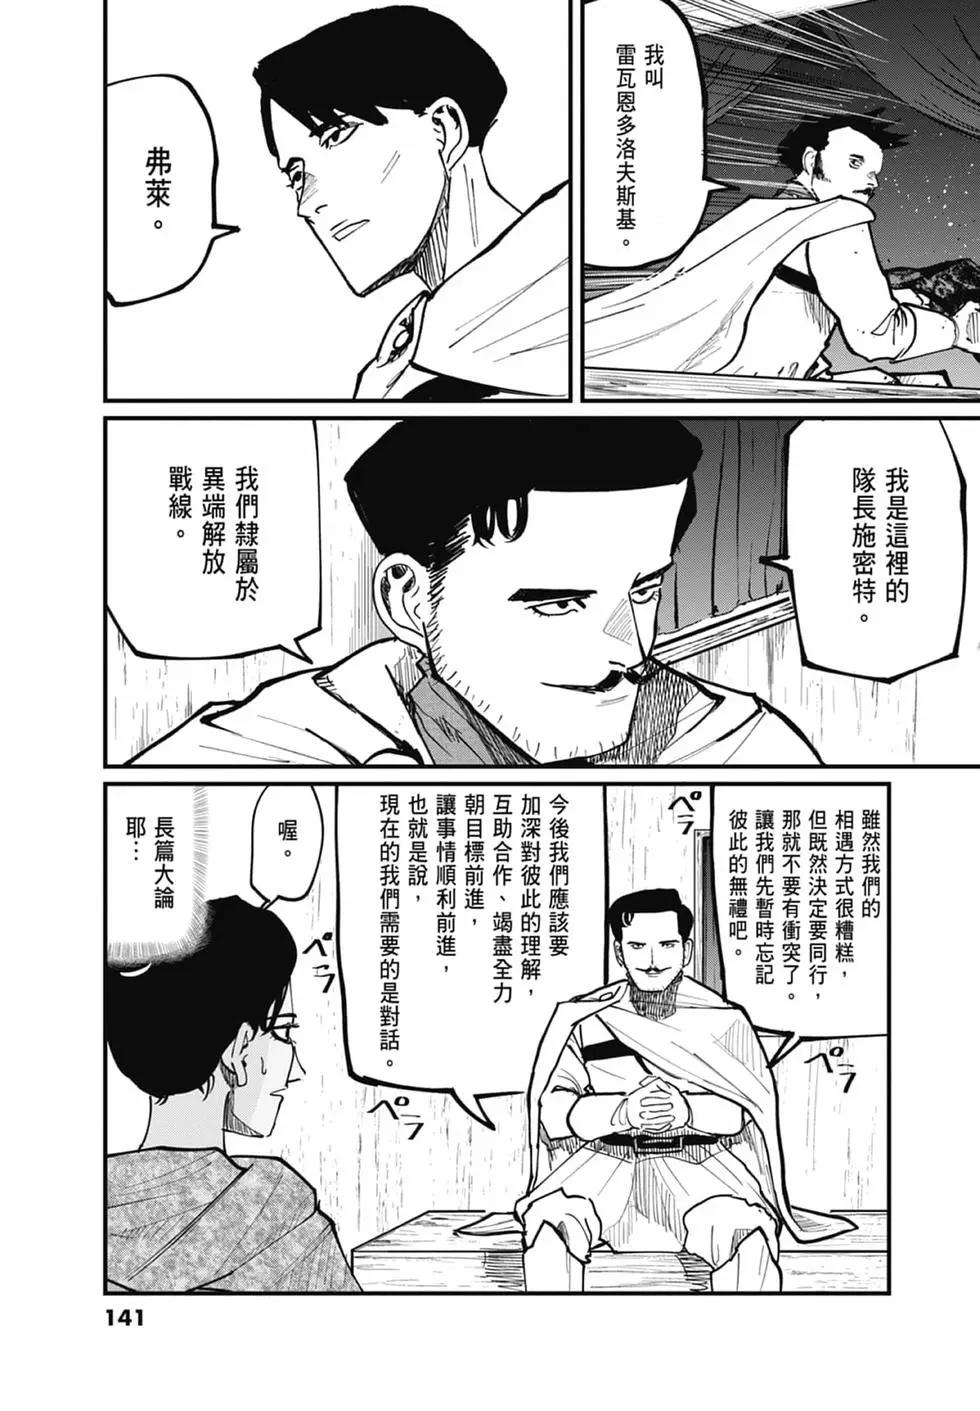 我叫
雷瓦恩多洛夫斯基。
弗萊。
我是這裡的
隊長施密特。
我們隸屬於
異端解放
戰線。
雖然我們的
相遇方式很糟糕，
但既然決定要同行，
那就不要有衝突了。
讓我們先暫時忘記
彼此的無禮吧。
ペラ
ペラ
今後我們應該要
加深對彼此的理解，
互助合作、竭盡全力
朝目標前進，
讓事情順利前進，
也就是說，
現在的我們需要的是對話。
ペラ
喔。
長篇大論
耶…
141